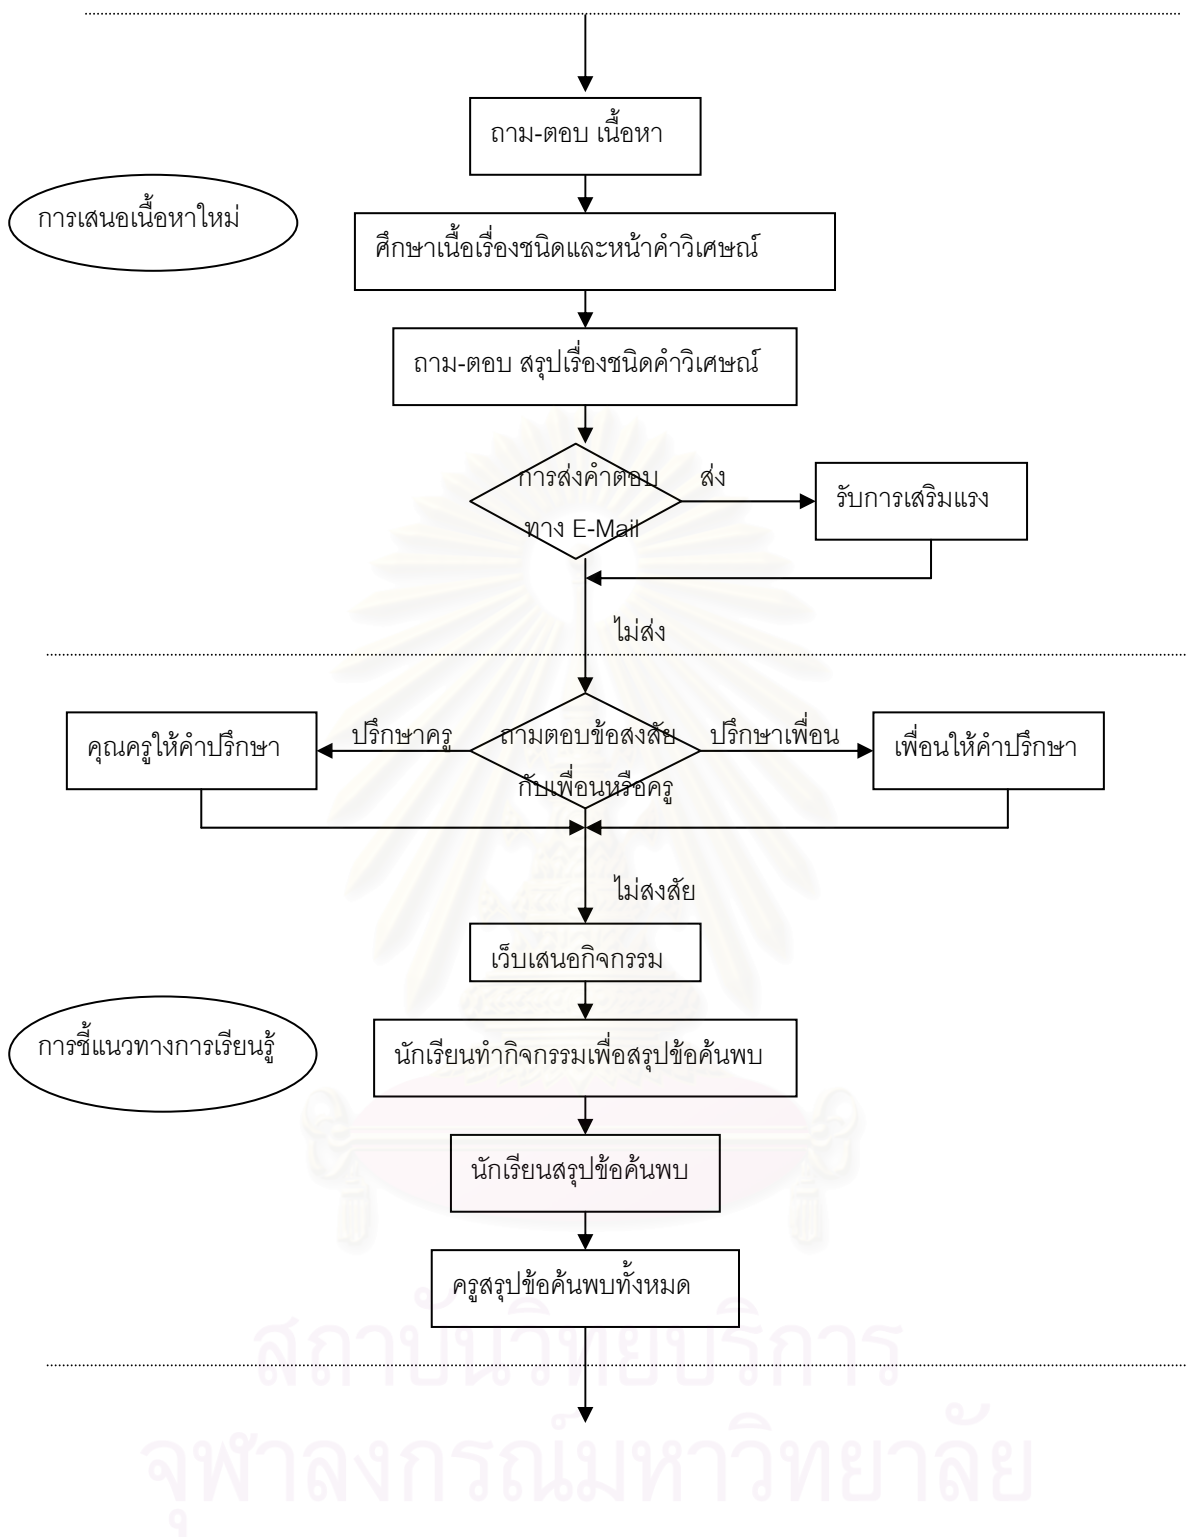 ถาม-ตอบ เนื้อหา
การเสนอเนื้อหาใหม่
ศึกษาเนื้อเรื่องชนิดและหน้าคำวิเศษณ์
ถาม-ตอบ สรุปเรื่องชนิดคำวิเศษณ์
การส่งคำตอบ
ทาง E-Mail
ส่ง
รับการเสริมแรง
ไม่ส่ง
คุณครูให้คำปรึกษา
ปรึกษาครู
ถามตอบข้อสงสัย
กับเพื่อนหรือครู
ปรึกษาเพื่อน
เพื่อนให้คำปรึกษา
ไม่สงสัย
เว็บเสนอกิจกรรม
การชี้แนวทางการเรียนรู้
นักเรียนทำกิจกรรมเพื่อสรุปข้อค้นพบ
นักเรียนสรุปข้อค้นพบ
ครูสรุปข้อค้นพบทั้งหมด
สถาบันวิทยบริการ
จุฬาลงกรณ์มหาวิทยาลัย